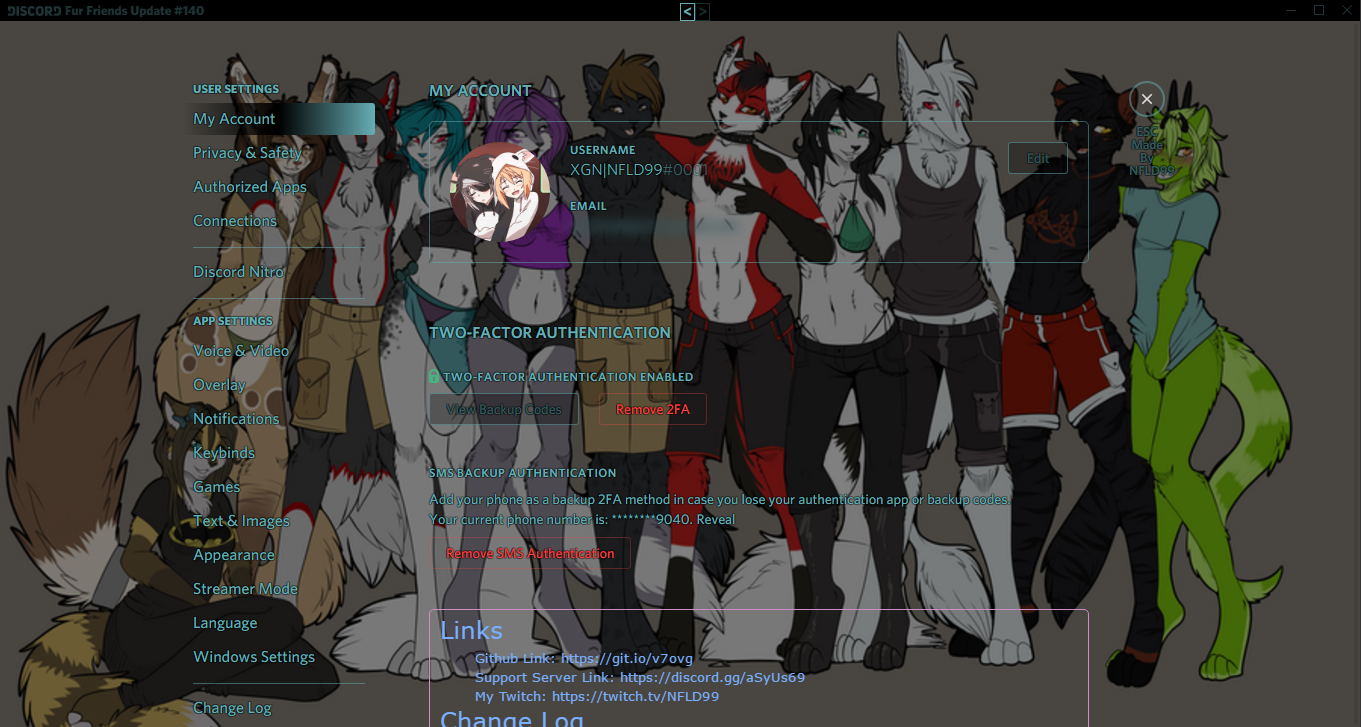 DISCORD Fur Friends Update #140
< >
USER SETTINGS
My Account
Privacy & Safety
Authorized Apps
Connections
Discord Nitro
APP SETTINGS
Voice & Video
Overlay
Notifications
Keybinds
Games
Text & Images
Appearance
Streamer Mode
Language
Windows Settings
Change Log
MY ACCOUNT
USERNAME
XGN|NFLD99#0001
Edit
EMAIL
ESC
Made
By
NFLD99
TWO-FACTOR AUTHENTICATION
TWO-FACTOR AUTHENTICATION ENABLED
View Backup Codes
Remove 2FA
SMS BACKUP AUTHENTICATION
Add your phone as a backup 2FA method in case you lose your authentication app or backup codes.
Your current phone number is: ********9040. Reveal
Remove SMS Authentication
Links
Github Link: https://git.io/v7ovg
Support Server Link: https://discord.gg/aSyUs69
My Twitch: https://twitch.tv/NFLD99
Change Log